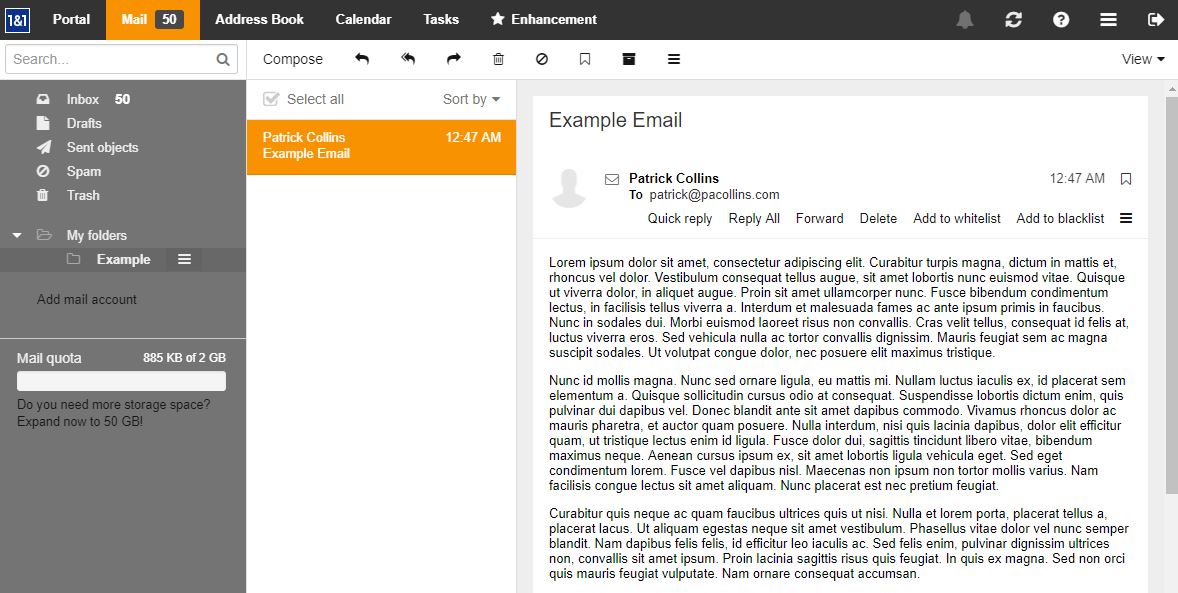 1&1 Portal Mail 50 Address Book Calendar Tasks Enhancement
Search...
Compose
View
Inbox 50
Drafts
Sent objects
Spam
Trash
My folders
Example
Add mail account
Mail quota 885 KB of 2 GB
Do you need more storage space?
Expand now to 50 GB!
Select all Sort by
Patrick Collins 12:47 AM
Example Email
Example Email
Patrick Collins 12:47 AM
To patrick@pacollins.com
Quick reply Reply All Forward Delete Add to whitelist Add to blacklist
Lorem ipsum dolor sit amet, consectetur adipiscing elit. Curabitur turpis magna, dictum in mattis et,
rhoncus vel dolor. Vestibulum consequat tellus augue, sit amet lobortis nunc euismod vitae. Quisque
ut viverra dolor, in aliquet augue. Proin sit amet ullamcorper nunc. Fusce bibendum condimentum
lectus, in facilisis tellus viverra a. Interdum et malesuada fames ac ante ipsum primis in faucibus.
Nunc in sodales dui. Morbi euismod laoreet risus non convallis. Cras velit tellus, consequat id felis at,
luctus viverra eros. Sed vehicula nulla ac tortor convallis dignissim. Mauris feugiat sem ac magna
suscipit sodales. Ut volutpat congue dolor, nec posuere elit maximus tristique.
Nunc id mollis magna. Nunc sed ornare ligula, eu mattis mi. Nullam luctus iaculis ex, id placerat sem
elementum a. Quisque sollicitudin cursus odio at consequat. Suspendisse lobortis dictum enim, quis
pulvinar dui dapibus vel. Donec blandit ante sit amet dapibus commodo. Vivamus rhoncus dolor ac
mauris pharetra, et auctor quam posuere. Nulla interdum, nisi quis lacinia dapibus, dolor elit efficitur
quam, ut tristique lectus enim id ligula. Fusce dolor dui, sagittis tincidunt libero vitae, bibendum
maximus neque. Aenean cursus ipsum ex, sit amet lobortis ligula vehicula eget. Sed eget
condimentum lorem. Fusce vel dapibus nisl. Maecenas non ipsum non tortor mollis varius. Nam
facilisis congue lectus sit amet aliquam. Nunc placerat est nec pretium feugiat.
Curabitur quis neque ac quam faucibus ultrices quis ut nisi. Nulla et lorem porta, placerat tellus a,
placerat lacus. Ut aliquam egestas neque sit amet vestibulum. Phasellus vitae dolor vel nunc semper
blandit. Nam dapibus felis felis, id efficitur leo iaculis ac. Sed felis enim, pulvinar dignissim ultrices
non, convallis sit amet ipsum. Proin lacinia sagittis risus quis feugiat. In quis ex magna. Sed non orci
quis mauris feugiat vulputate. Nam ornare consequat accumsan.